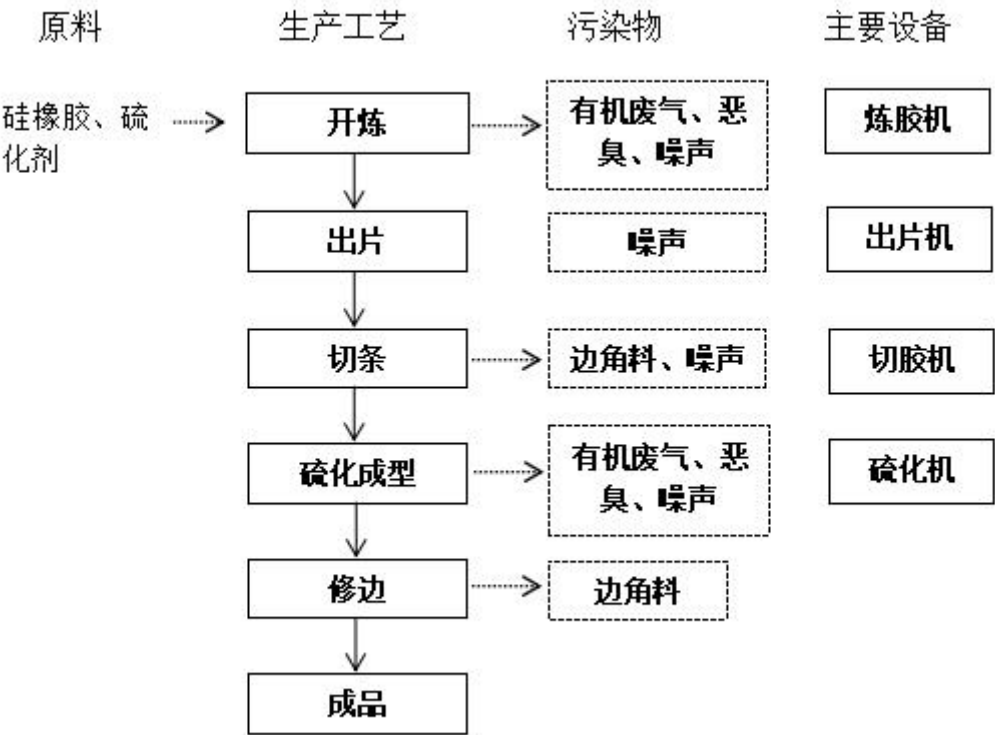 原料 生产工艺 污染物 主要设备
硅橡胶、硫
化剂
开炼
有机废气、恶
臭、噪声
炼胶机
出片
噪声
出片机
切条
边角料、噪声
切胶机
硫化成型
有机废气、恶
臭、噪声
硫化机
修边
边角料
成品